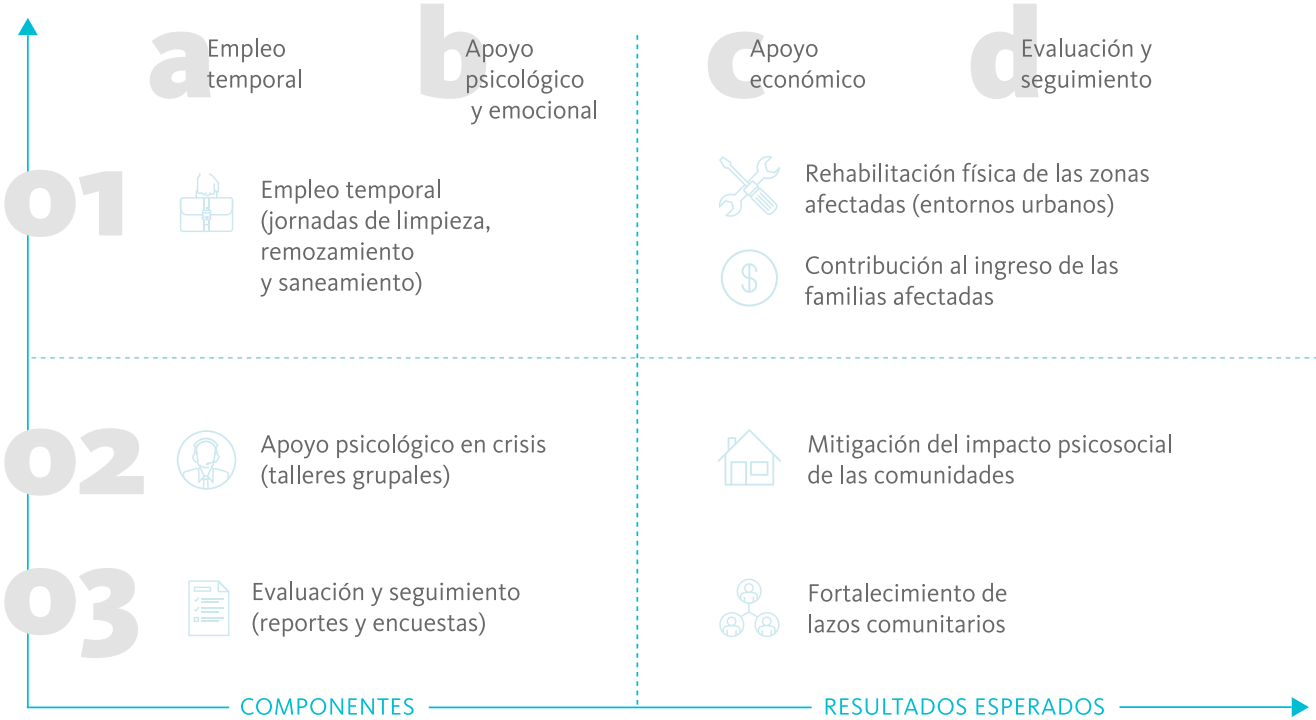 a Empleo
temporal
b Apoyo
psicológico
y emocional
c Apoyo
económico
d Evaluación y
seguimiento
01
Empleo temporal
(jornadas de limpieza,
remozamiento
y saneamiento)
Rehabilitación física de las zonas
afectadas (entornos urbanos)
$
Contribución al ingreso de las
familias afectadas
02
Apoyo psicológico en crisis
(talleres grupales)
Mitigación del impacto psicosocial
de las comunidades
03
Evaluación y seguimiento
(reportes y encuestas)
Fortalecimiento de
lazos comunitarios
COMPONENTES
RESULTADOS ESPERADOS